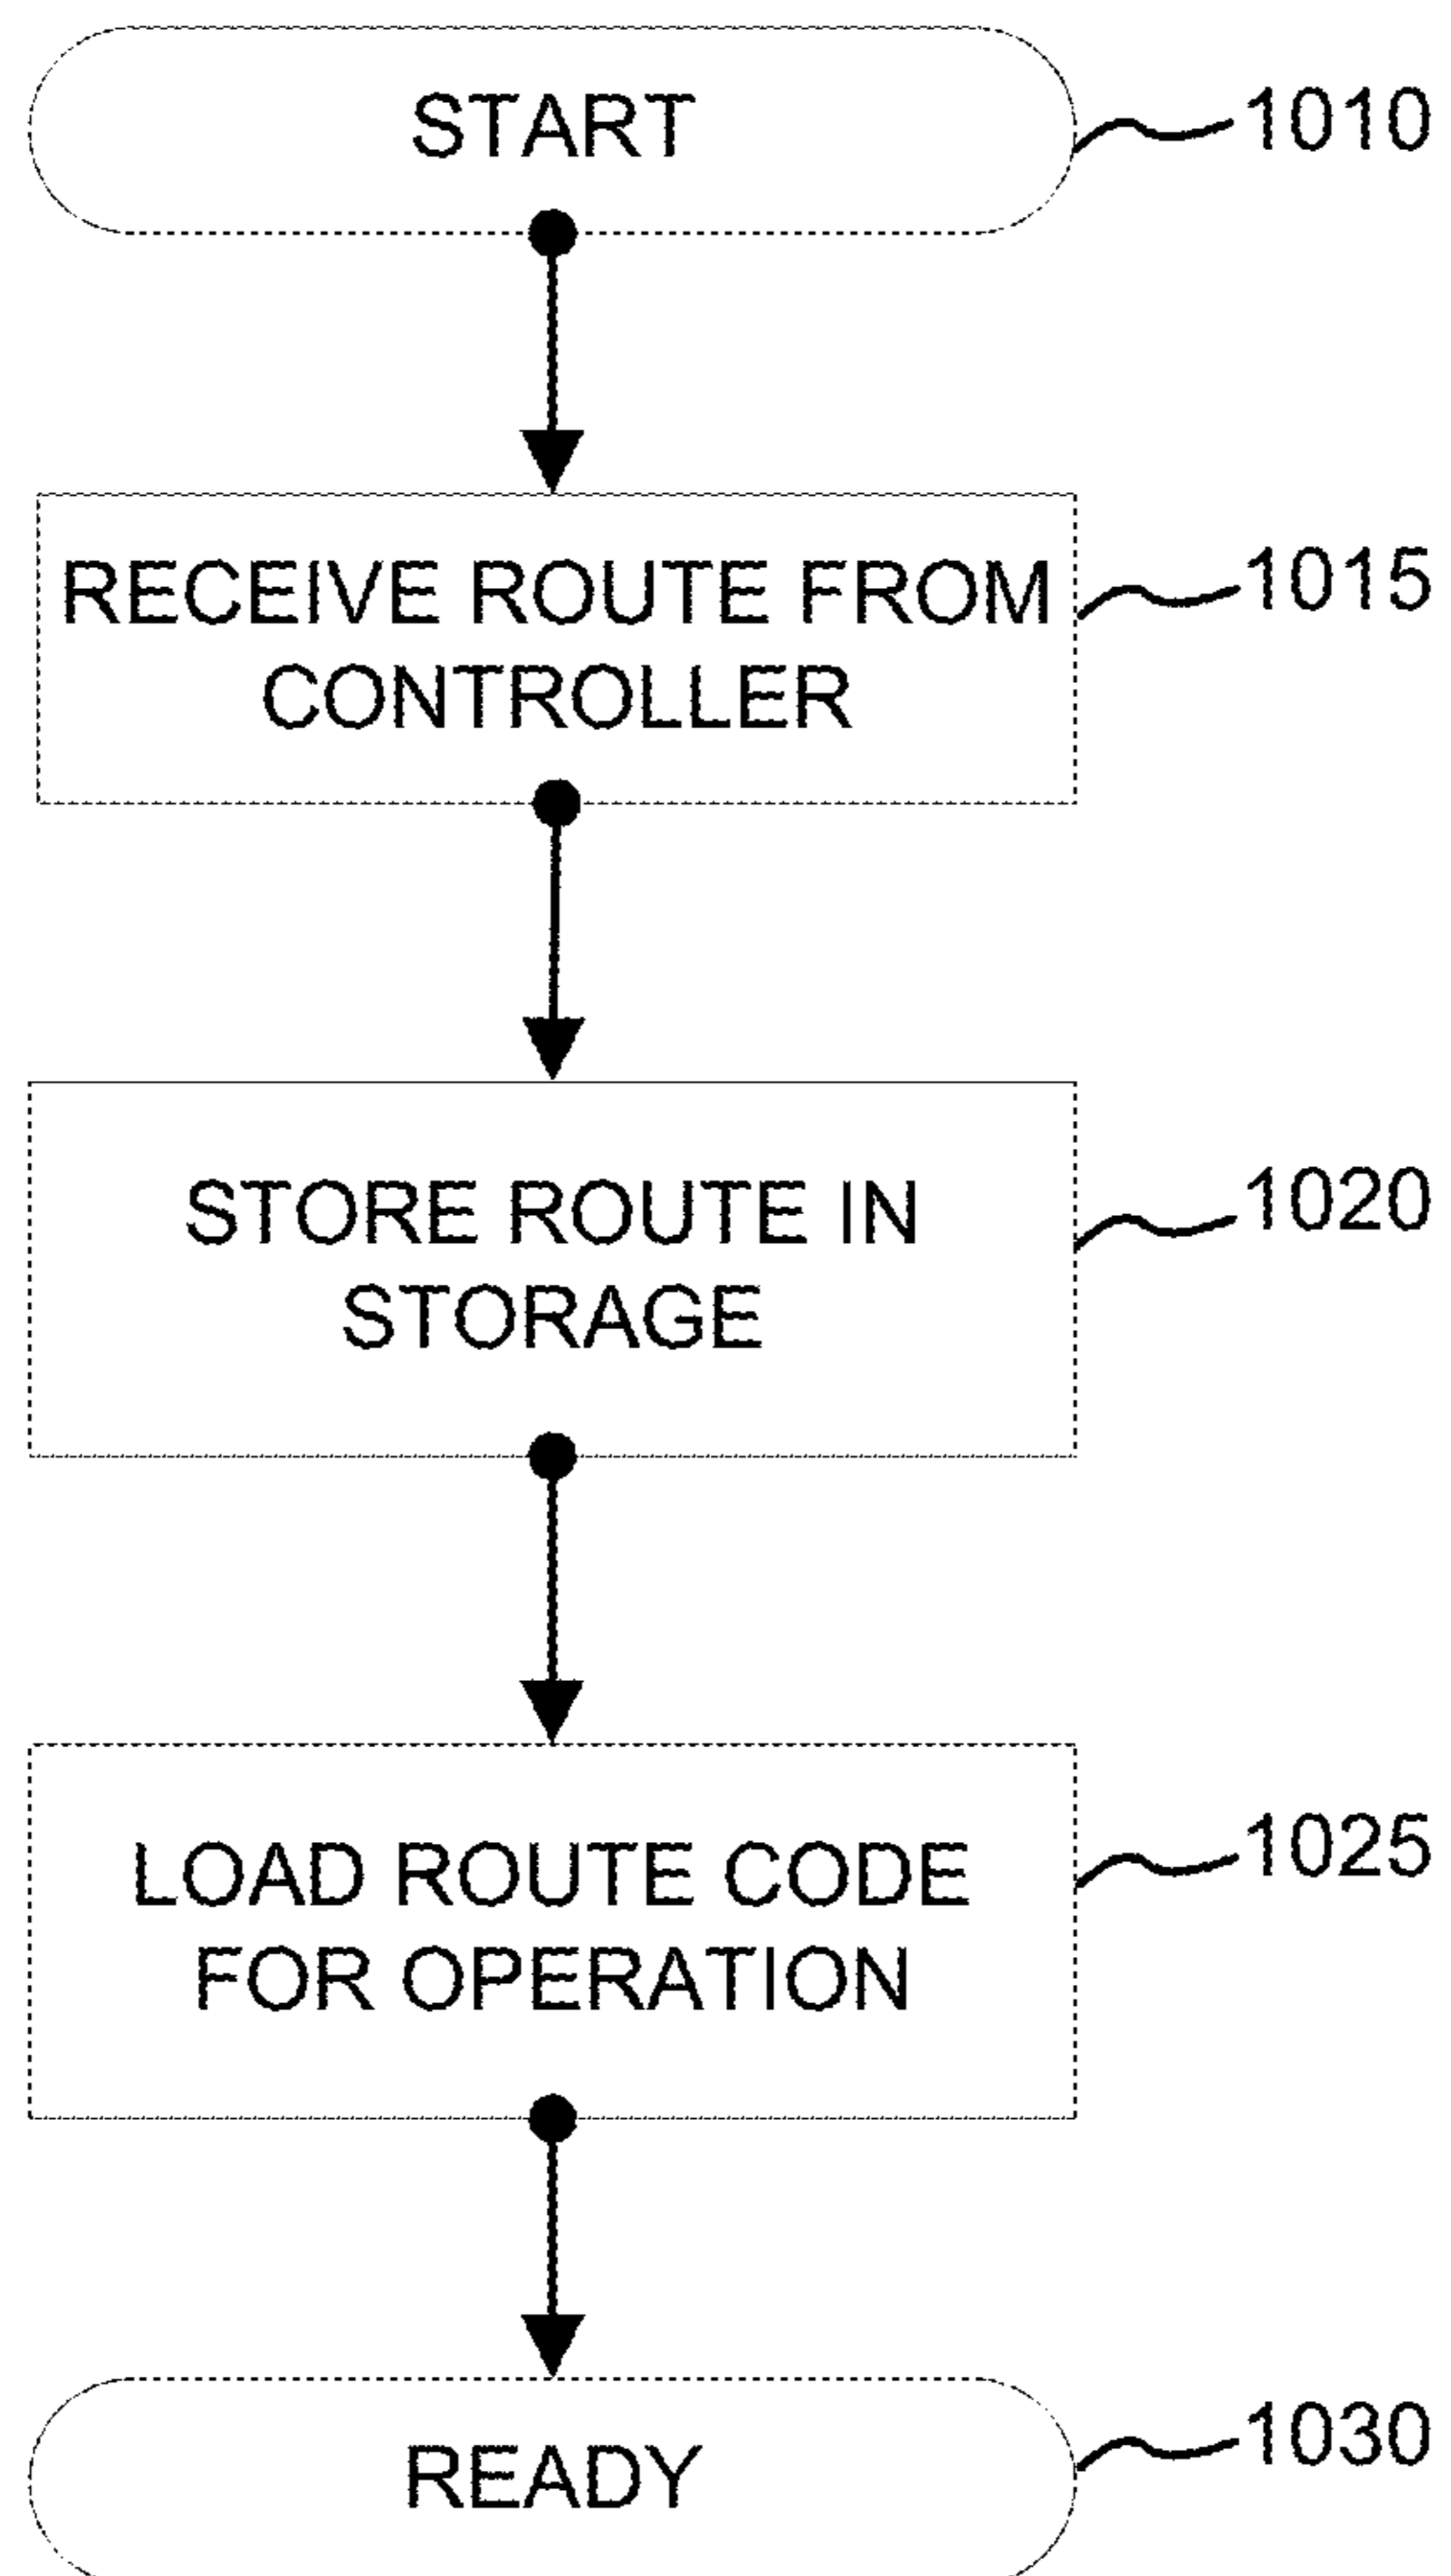 START
1010
RECEIVE ROUTE FROM
CONTROLLER
1015
STORE ROUTE IN
STORAGE
1020
LOAD ROUTE CODE
FOR OPERATION
1025
READY
1030